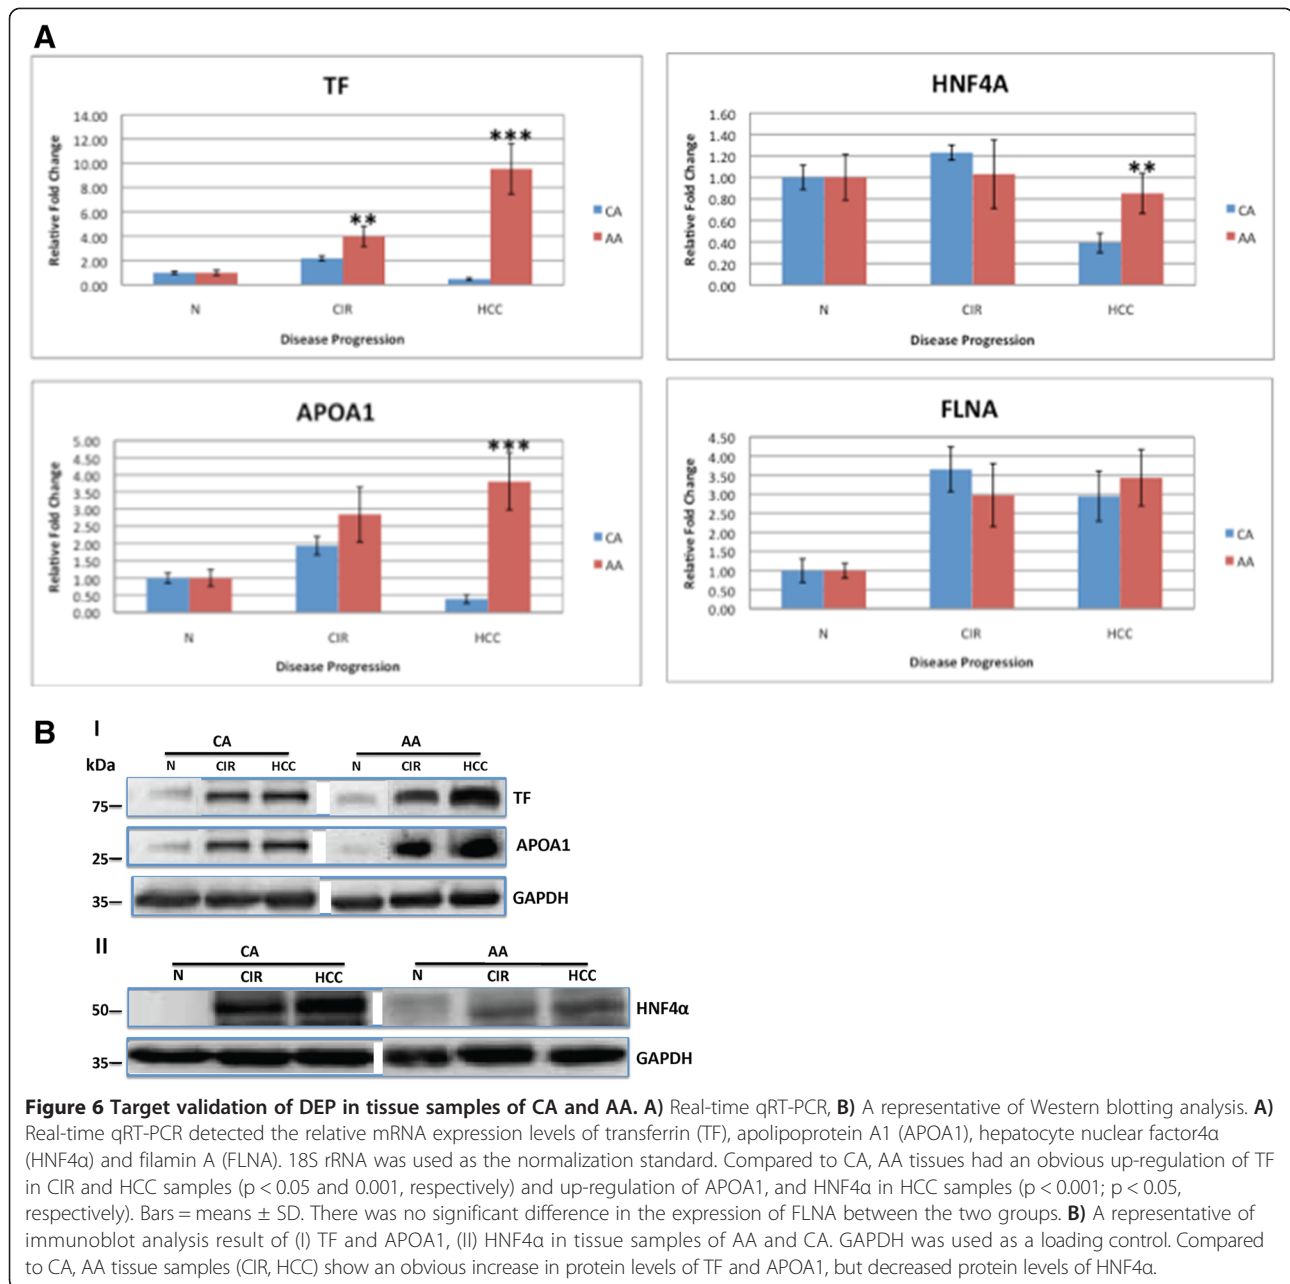 A
TF
Relative Fold Change
14.00
12.00
10.00
8.00
6.00
4.00
2.00
0.00
**
***
N
CIR
HCC
Disease Progression
CA
AA
HNF4A
Relative Fold Change
1.60
1.40
1.20
1.00
0.80
0.60
0.40
0.20
0.00
**
N
CIR
HCC
Disease Progression
CA
AA
APOA1
Relative Fold Change
5.00
4.50
4.00
3.50
3.00
2.50
2.00
1.50
1.00
0.50
0.00
***
N
CIR
HCC
Disease Progression
CA
AA
FLNA
Relative Fold Change
4.50
4.00
3.50
3.00
2.50
2.00
1.50
1.00
0.50
0.00
N
CIR
HCC
Disease Progression
CA
AA
B
I
CA AA
kDa N CIR HCC N CIR HCC
75 TF
25 APOA1
35 GAPDH
II
CA AA
N CIR HCC N CIR HCC
50 HNF4α
35 GAPDH
Figure 6 Target validation of DEP in tissue samples of CA and AA. A) Real-time qRT-PCR, B) A representative of Western blotting analysis. A)
Real-time qRT-PCR detected the relative mRNA expression levels of transferrin (TF), apolipoprotein A1 (APOA1), hepatocyte nuclear factor4α
(HNF4α) and filamin A (FLNA). 18S rRNA was used as the normalization standard. Compared to CA, AA tissues had an obvious up-regulation of TF
in CIR and HCC samples (p < 0.05 and 0.001, respectively) and up-regulation of APOA1, and HNF4α in HCC samples (p < 0.001; p < 0.05,
respectively). Bars = means ± SD. There was no significant difference in the expression of FLNA between the two groups. B) A representative of
immunoblot analysis result of (I) TF and APOA1, (II) HNF4α in tissue samples of AA and CA. GAPDH was used as a loading control. Compared
to CA, AA tissue samples (CIR, HCC) show an obvious increase in protein levels of TF and APOA1, but decreased protein levels of HNF4α.